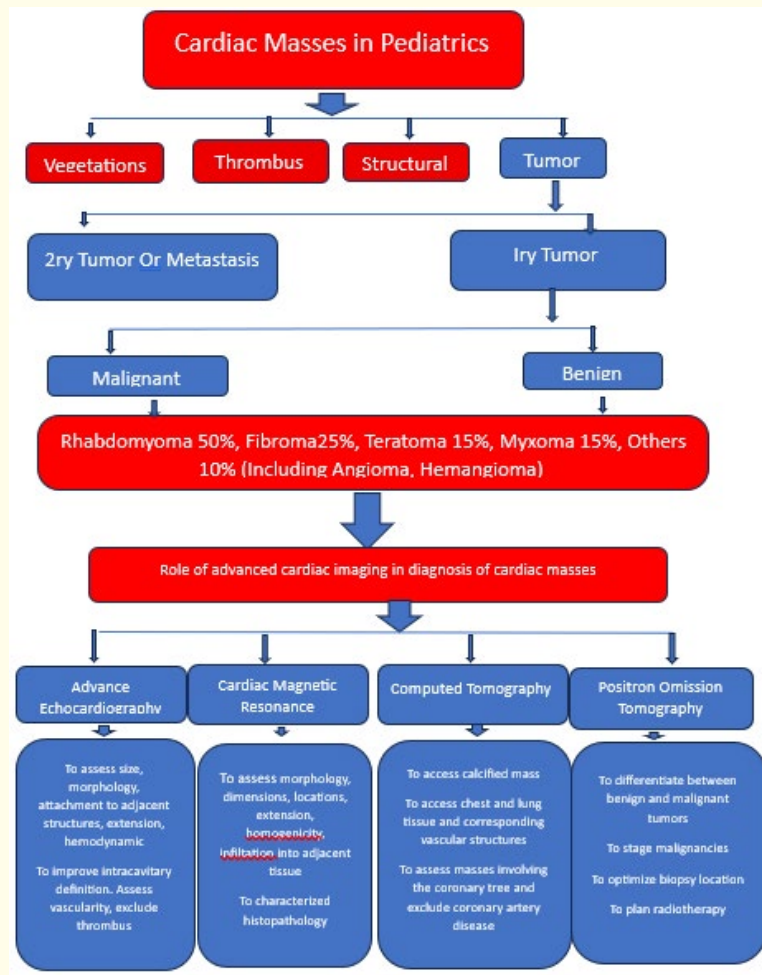 Cardiac Masses in Pediatrics
Vegetations
Thrombus
Structural
Tumor
2ry Tumor Or Metastasis
Iry Tumor
Malignant
Benign
Rhabdomyoma 50%, Fibroma25%, Teratoma 15%, Myxoma 15%, Others
10% (Including Angioma, Hemangioma)
Role of advanced cardiac imaging in diagnosis of cardiac masses
Advance
Echocardiography
Cardiac Magnetic
Resonance
Computed Tomography
Positron Omission
Tomography
To assess size,
morphology,
attachment to adjacent
structures, extension,
hemodynamic
To improve intracavitary
definition. Assess
vascularity, exclude
thrombus
To assess morphology,
dimensions, locations,
extension,
homogenicity,
infiltation into adjacent
tissue
To characterized
histopathology
To access calcified mass
To access chest and lung
tissue and corresponding
vascular structures
To assess masses involving
the coronary tree and
exclude coronary artery
disease
To differentiate between
benign and malignant
tumors
To stage malignancies
To optimize biopsy location
To plan radiotherapy